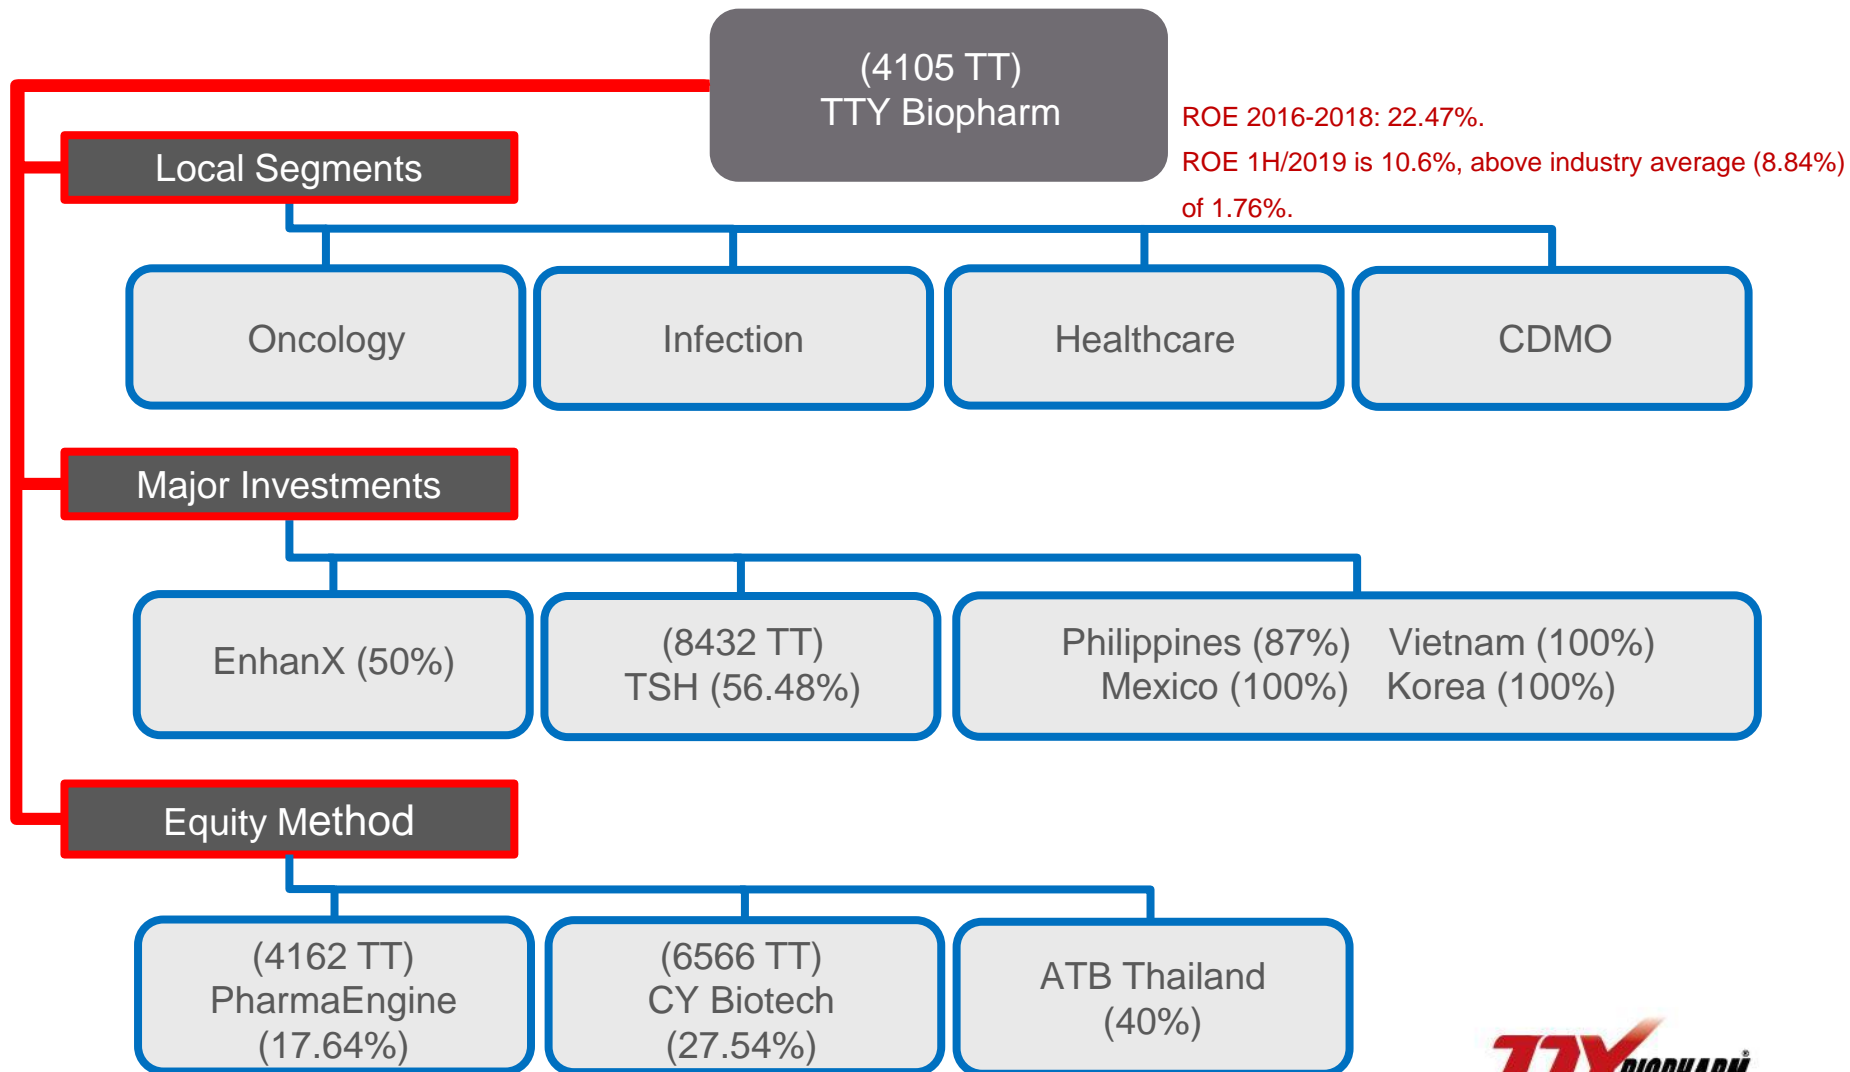 (4105 TT)
TTY Biopharm
ROE 2016-2018: 22.47%.
ROE 1H/2019 is 10.6%, above industry average (8.84%)
of 1.76%.
Local Segments
Oncology
Infection
Healthcare
CDMO
Major Investments
EnhanX (50%)
(8432 TT)
TSH (56.48%)
Philippines (87%) Vietnam (100%)
Mexico (100%) Korea (100%)
Equity Method
(4162 TT)
PharmaEngine
(17.64%)
(6566 TT)
CY Biotech
(27.54%)
ATB Thailand
(40%)
TTY BIOPHARM®